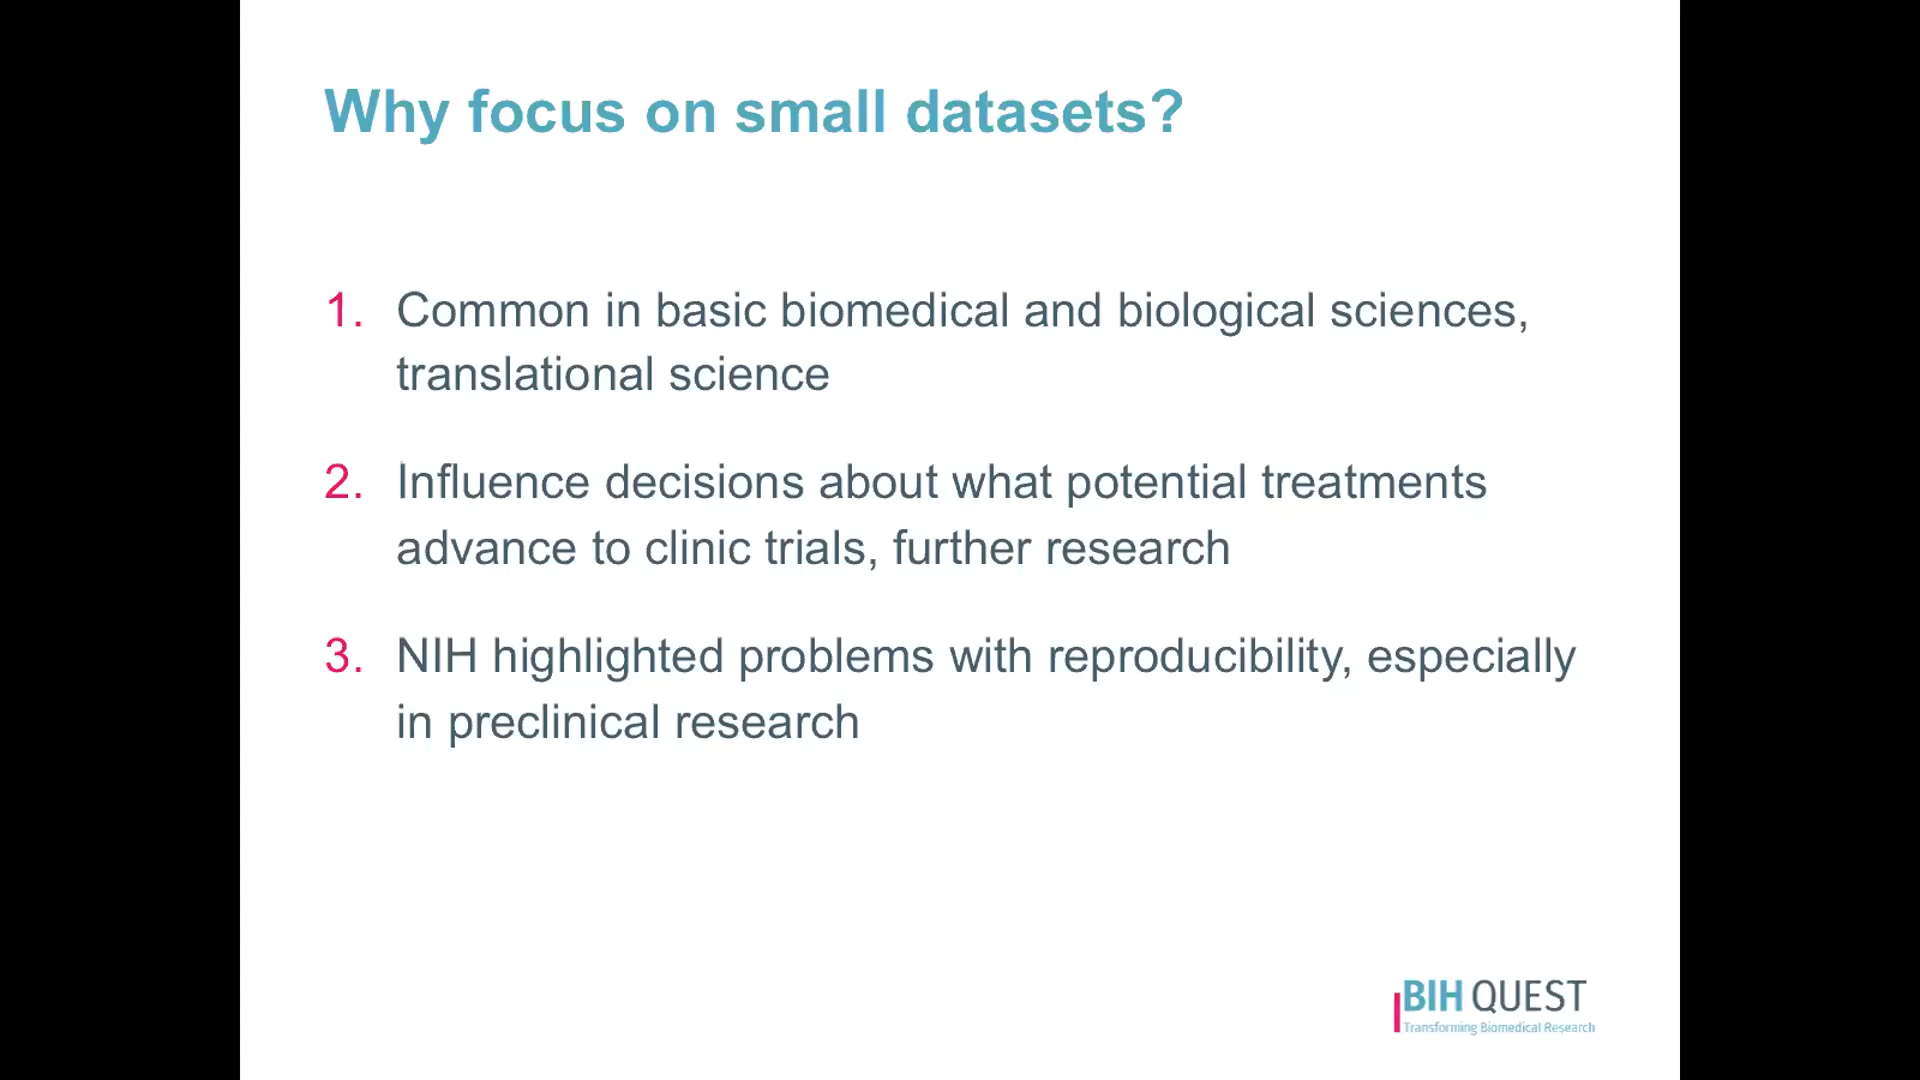 Why focus on small datasets?
1. Common in basic biomedical and biological sciences,
translational science
2. Influence decisions about what potential treatments
advance to clinic trials, further research
3. NIH highlighted problems with reproducibility, especially
in preclinical research
BIH QUEST
Transforming Biomedical Research